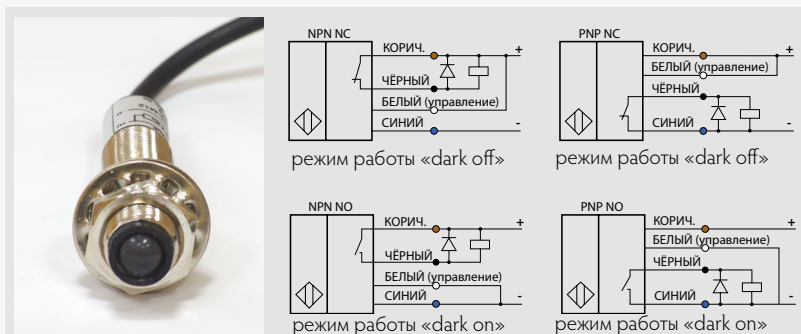 NPN NC
КОРИЧ.
+
ЧЁРНЫЙ
БЕЛЫЙ (управление)
СИНИЙ
-
режим работы «dark off»
PNP NC
КОРИЧ.
+
БЕЛЫЙ (управление)
ЧЁРНЫЙ
СИНИЙ
-
режим работы «dark off»
NPN NO
КОРИЧ.
+
ЧЁРНЫЙ
БЕЛЫЙ (управление)
СИНИЙ
-
режим работы «dark on»
PNP NO
КОРИЧ.
+
БЕЛЫЙ (управление)
ЧЁРНЫЙ
СИНИЙ
-
режим работы «dark on»